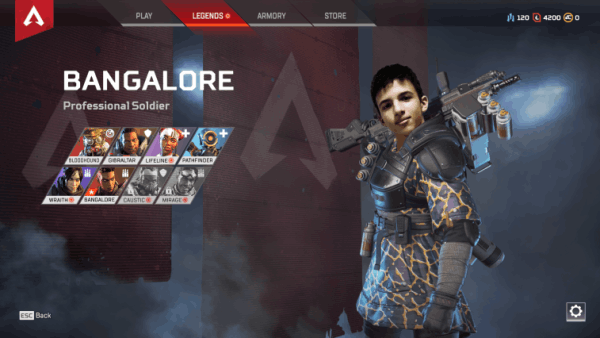 PLAY
LEGENDS
ARMORY
STORE
120
4200
0
BANGALORE
Professional Soldier
BLOODHOUND
GIBRALTAR
LIFELINE
PATHFINDER
WRAITH
BANGALORE
CAUSTIC
MIRAGE
ESC Back